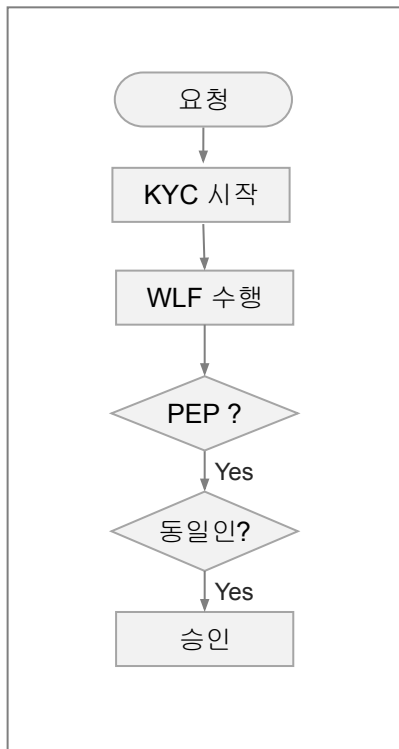 요청
KYC 시작
WLF 수행
PEP ?
Yes
동일인?
Yes
승인